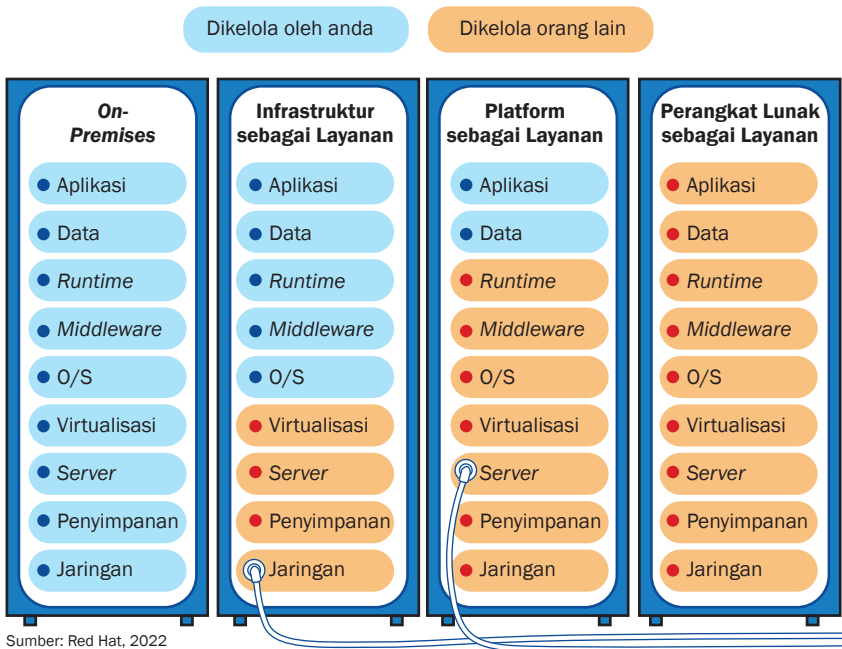 Dikelola oleh anda
Dikelola orang lain
On-
Premises
Aplikasi
Data
Runtime
Middleware
O/S
Virtualisasi
Server
Penyimpanan
Jaringan
Infrastruktur
sebagai Layanan
Aplikasi
Data
Runtime
Middleware
O/S
Virtualisasi
Server
Penyimpanan
Jaringan
Platform
sebagai Layanan
Aplikasi
Data
Runtime
Middleware
O/S
Virtualisasi
Server
Penyimpanan
Jaringan
Perangkat Lunak
sebagai Layanan
Aplikasi
Data
Runtime
Middleware
O/S
Virtualisasi
Server
Penyimpanan
Jaringan
Sumber: Red Hat, 2022